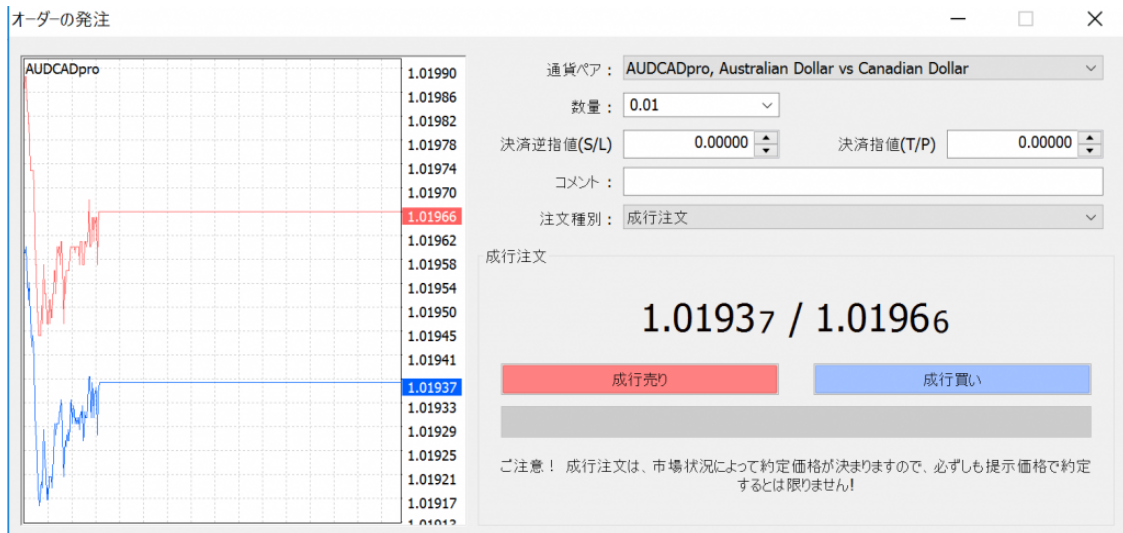 オーダーの発注
AUDCADpro
1.01990
1.01986
1.01982
1.01978
1.01974
1.01970
1.01966
1.01962
1.01958
1.01954
1.01950
1.01945
1.01941
1.01937
1.01933
1.01929
1.01925
1.01921
1.01917
通貨ペア： AUDCADpro, Australian Dollar vs Canadian Dollar
数量： 0.01
決済逆指値(S/L) 0.00000 決済指値(T/P) 0.00000
コメント：
注文種別： 成行注文
成行注文
1.01937 / 1.01966
成行売り 成行買い
ご注意！ 成行注文は、市場状況によって約定価格が決まりますので、必ずしも提示価格で約定
するとは限りません!